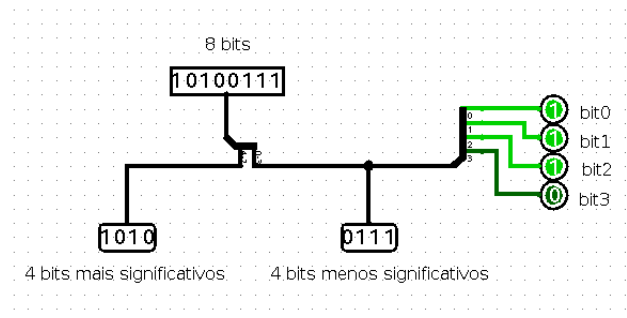 8 bits
10100111
0
1
2
3
1 bit0
1 bit1
1 bit2
0 bit3
1010
0111
4 bits mais significativos
4 bits menos significativos